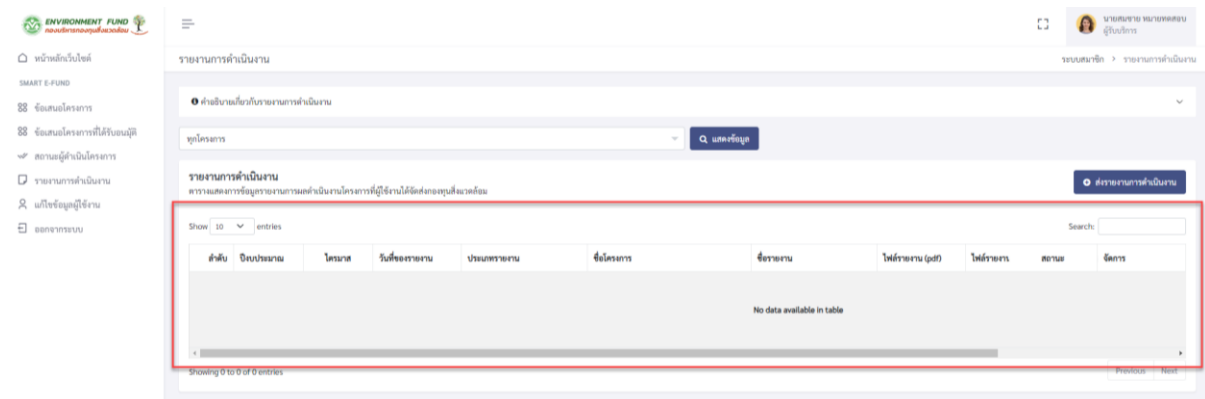 ENVIRONMENT FUND
กองบริหารกองทุนสิ่งแวดล้อม
นายสมชาย หมายทดสอบ
ผู้รับบริการ
หน้าหลักเว็บไซต์
รายงานการดำเนินงาน
ระบบสมาชิก > รายงานการดำเนินงาน
SMART E-FUND
ข้อเสนอโครงการ
ข้อเสนอโครงการที่ได้รับอนุมัติ
สถานะผู้ดำเนินโครงการ
รายงานการดำเนินงาน
แก้ไขข้อมูลผู้ใช้งาน
ออกจากระบบ
คำอธิบายเกี่ยวกับรายงานการดำเนินงาน
ทุกโครงการ
แสดงข้อมูล
รายงานการดำเนินงาน
ตารางแสดงการข้อมูลรายงานการผลดำเนินงานโครงการที่ผู้ใช้งานได้จัดส่งกองทุนสิ่งแวดล้อม
ส่งรายงานการดำเนินงาน
Show 10 entries
Search:
ลำดับ ปีงบประมาณ ไตรมาส วันที่ของรายงาน ประเภทรายงาน ชื่อโครงการ ชื่อรายงาน ไฟล์รายงาน (pdf) ไฟล์รายงาน สถานะ จัดการ
No data available in table
Showing 0 to 0 of 0 entries
Previous Next